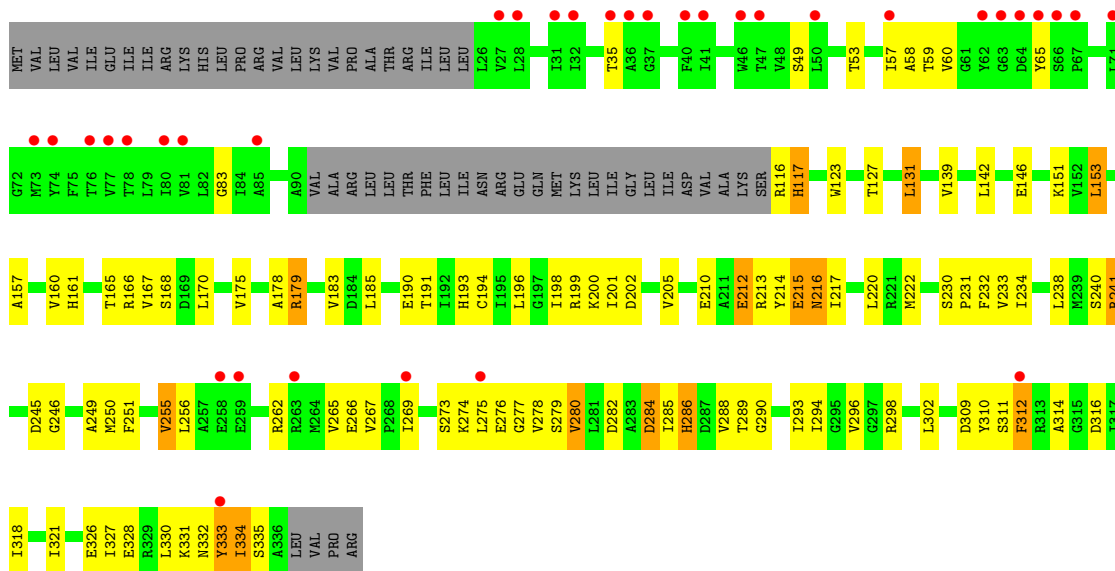 MET VAL LEU VAL ILE GLU ILE ILE ARG LYS HIS LEU PRO ARG VAL LEU LYS VAL PRO ALA THR ARG ILE LEU LEU L26 V27 L28 I31 I32 T35 A36 G37 F40 I41 W46 T47 V48 S49 L50 T53 I57 A58 T59 V60 G61 Y62 G63 D64 Y65 S66 P67
G72 M73 Y74 F75 T76 V77 T78 L79 I80 V81 L82 G83 I84 A85 A90 VAL ALA ARG LEU LEU THR PHE LEU ILE ASN ARG GLU GLN MET LYS LEU ILE GLY LEU ILE ASP VAL ALA LYS SER R116 H117 W123 T127 L131 V139 L142 E146 K151 V152 L153
A157 V160 H161 T165 R166 V167 S168 D169 L170 V175 A178 R179 V183 D184 L185 E190 T191 I192 H193 C194 I195 L196 G197 I198 R199 K200 I201 D202 V205 E210 A211 E212 R213 Y214 E215 N216 I217 L220 R221 M222 S230 P231 F232 V233 I234 L238 M239 S240 R241
D245 G246 A249 M250 F251 V255 L256 A257 E258 E259 R262 R263 M264 V265 E266 V267 P268 I269 S273 K274 L275 E276 G277 V278 S279 V280 L281 D282 A283 D284 I285 H286 D287 V288 T289 G290 I293 I294 G295 V296 G297 R298 L302 D309 Y310 S311 F312 R313 A314 G315 D316
I318 I321 E326 I327 E328 R329 L330 K331 N332 Y333 I334 S335 A336 LEU VAL PRO ARG